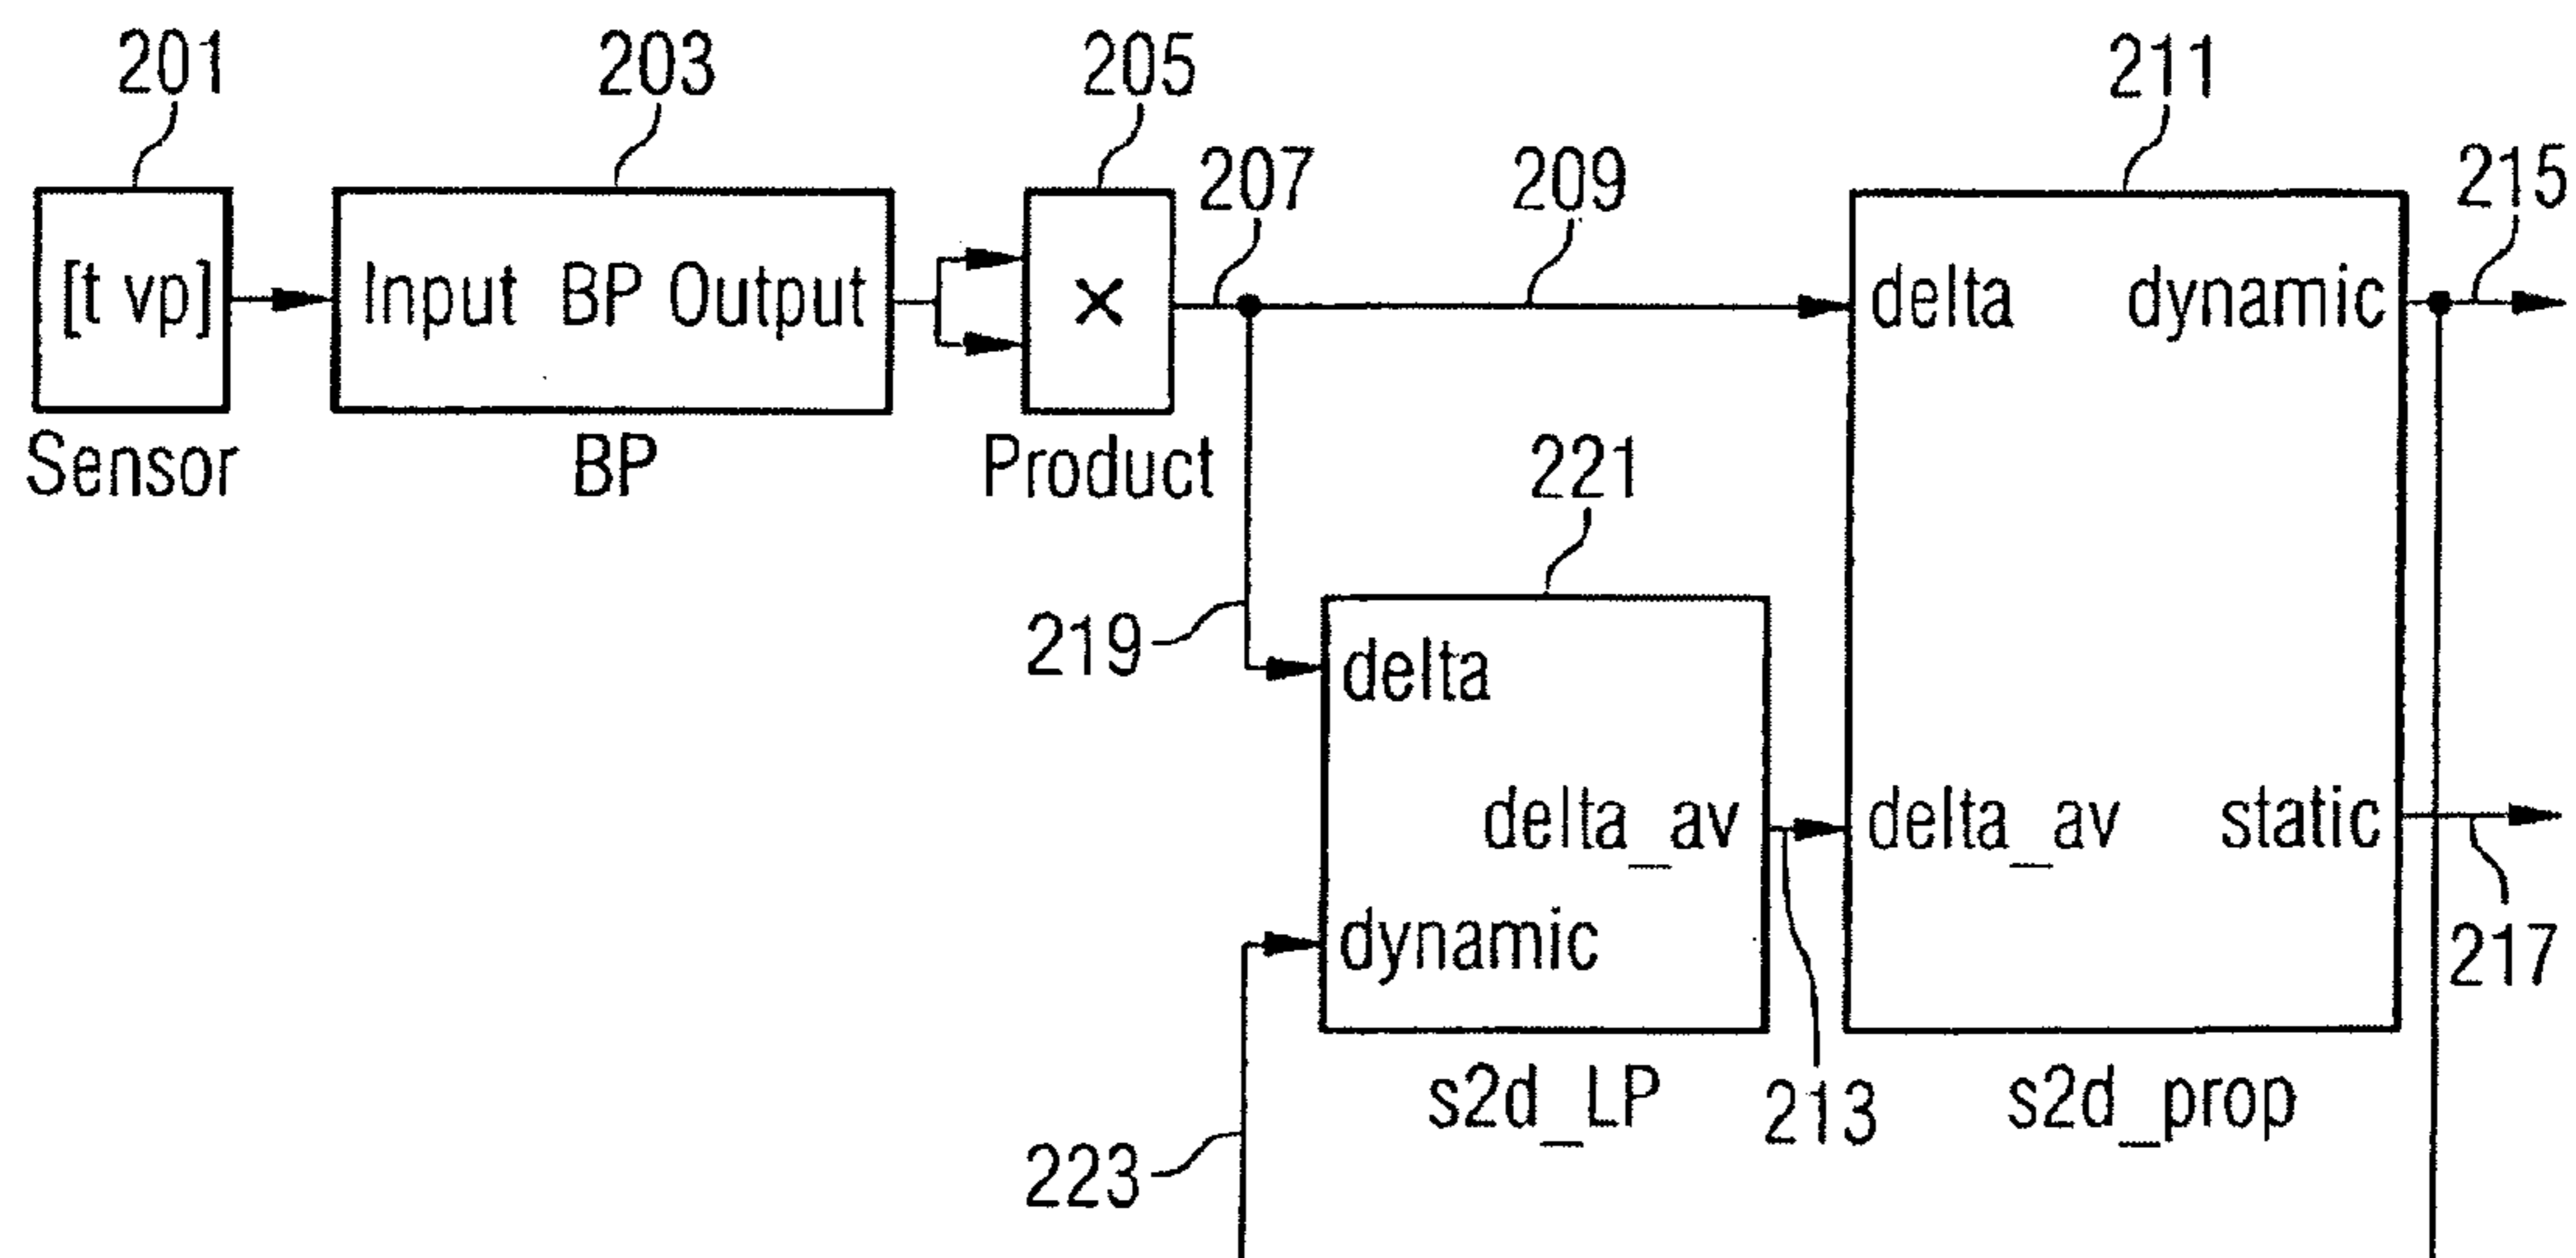 201
203
205
211
207
209
215
[t vp]
Input BP Output
×
delta
dynamic
Sensor
BP
Product
221
219
delta
delta_av
delta_av
static
dynamic
217
s2d_LP
213
s2d_prop
223